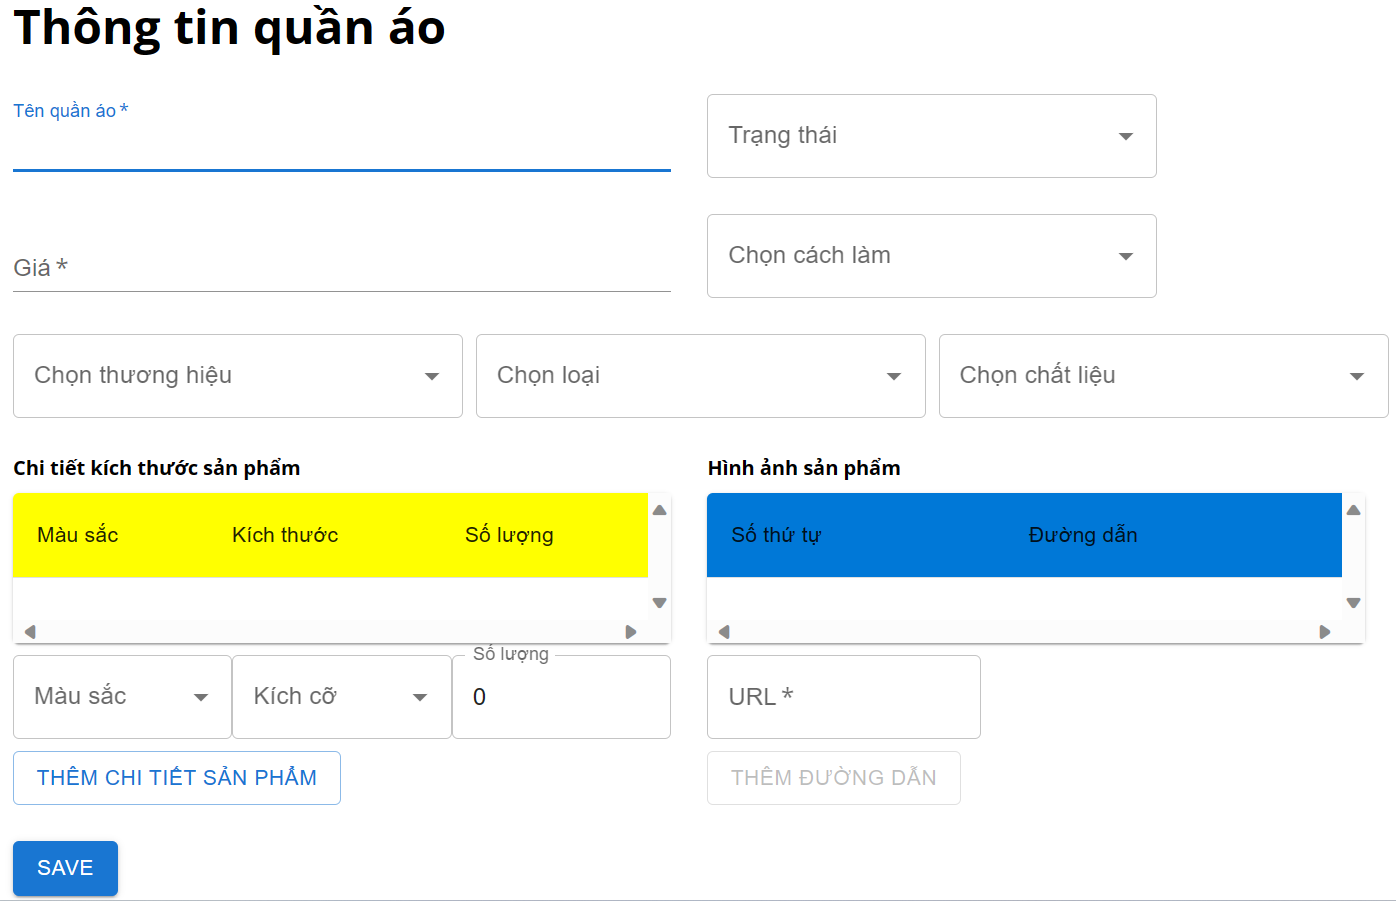 Thông tin quần áo
Tên quần áo *
Trạng thái
Giá *
Chọn cách làm
Chọn thương hiệu
Chọn loại
Chọn chất liệu
Chi tiết kích thước sản phẩm
Hình ảnh sản phẩm
Màu sắc Kích thước Số lượng
Số thứ tự Đường dẫn
Số lượng
Màu sắc
Kích cỡ
0
URL *
THÊM CHI TIẾT SẢN PHẨM
THÊM ĐƯỜNG DẪN
SAVE